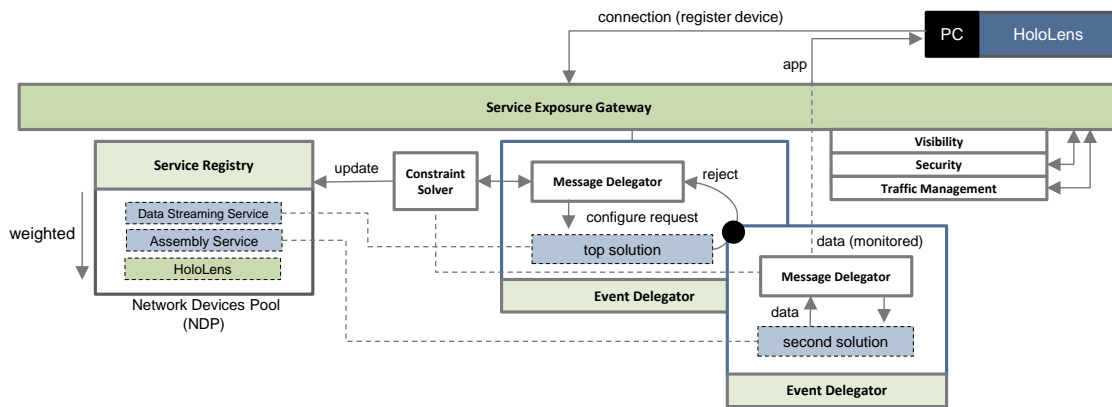 connection (register device)
PC
HoloLens
app
Service Exposure Gateway
Visibility
Security
Traffic Management
Service Registry
update
Constraint
Solver
Message Delegator
reject
configure request
weighted
Data Streaming Service
Assembly Service
HoloLens
top solution
data (monitored)
Message Delegator
Event Delegator
Network Devices Pool
(NDP)
data
second solution
Event Delegator